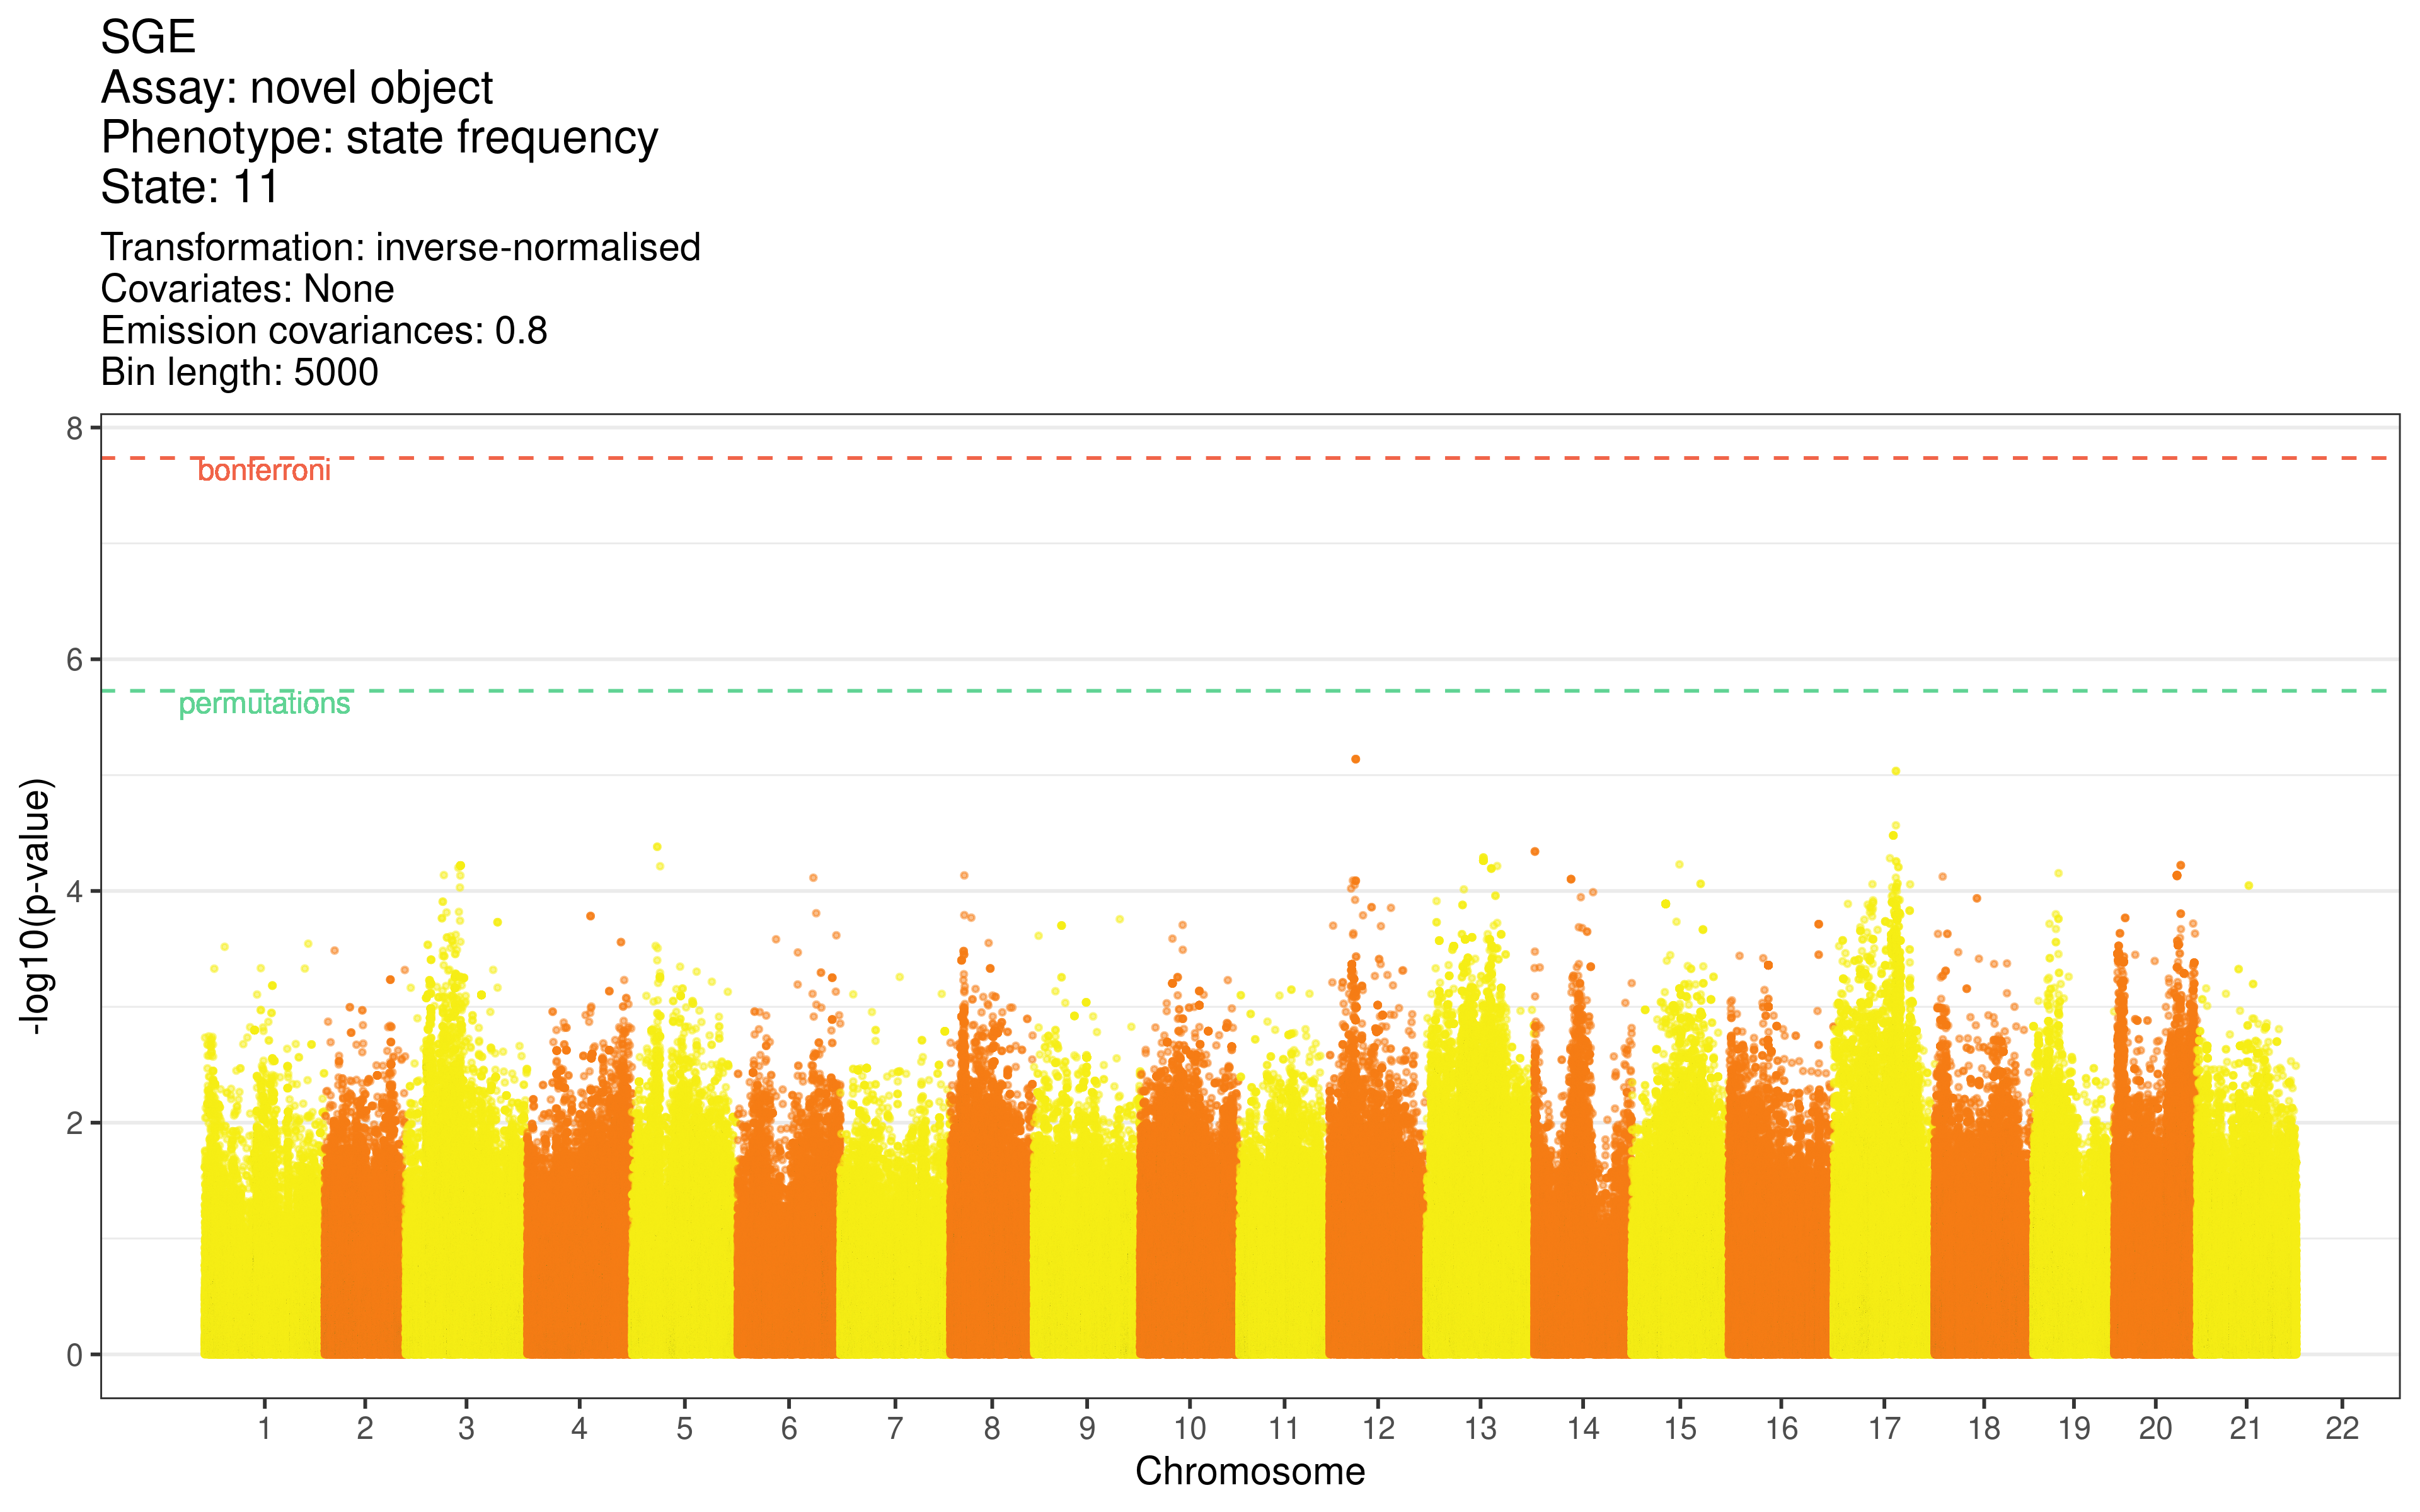 SGE
Assay: novel object
Phenotype: state frequency
State: 11
Transformation: inverse-normalised
Covariates: None
Emission covariances: 0.8
Bin length: 5000
8
bonferroni
6
permutations
4
2
0
-log10(p-value)
1 2 3 4 5 6 7 8 9 10 11 12 13 14 15 16 17 18 19 20 21 22
Chromosome